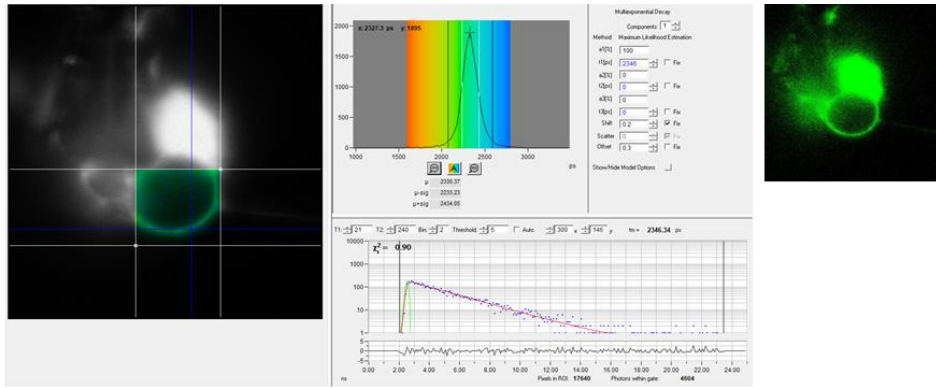 x: 2327.3 ps y: 1895
2000
1500
1000
500
0
1000 1500 2000 2500 3000
ps
µ 2330.37
µ-sig 2233.23
µ+sig 2434.05
Multiexponential Decay
Components: 1
Method Maximum Likelihood Estimation
a1[%] 100
t1[ps] 2346 Fix
a2[%] 0
t2[ps] 0 Fix
a3[%] 0
t3[ps] 0 Fix
Shift 0.2 Fix
Scatter 0 Fix
Offset 0.3 Fix
Show/Hide Model Options
T1: 21 T2: 240 Bin: 2 Threshold: 5 Auto 300 x 145 y tm= 2346.34 ps
χr²= 0.90
10000
1000
100
10
1
5
0
-5
0.00 2.00 4.00 6.00 8.00 10.00 12.00 14.00 16.00 18.00 20.00 22.00 24.00
ns Pixels in ROI: 17640 Photons within gate: 4604